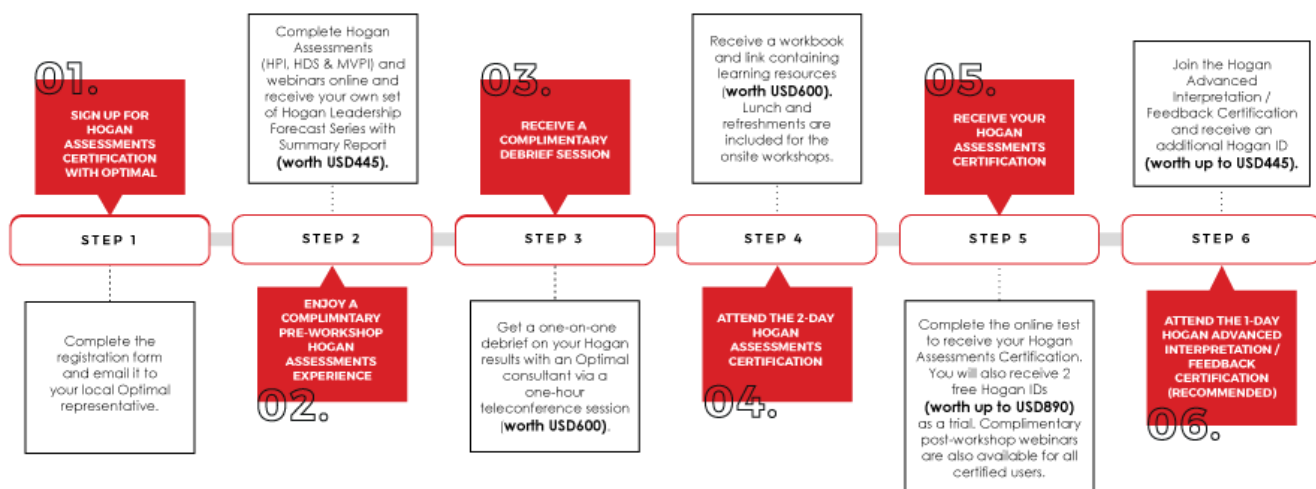 01.
SIGN UP FOR
HOGAN
ASSESSMENTS
CERTIFICATION
WITH OPTIMAL
STEP 1
Complete the
registration form
and email it to
your local Optimal
representative.
Complete Hogan
Assessments
(HPI, HDS & MVPI) and
webinars online and
receive your own set
of Hogan Leadership
Forecast Series with
Summary Report
(worth USD445).
STEP 2
ENJOY A
COMPLIMNTARY
PRE-WORKSHOP
HOGAN
ASSESSMENTS
EXPERIENCE
02.
03.
RECEIVE A
COMPLIMENTARY
DEBRIEF SESSION
STEP 3
Get a one-on-one
debrief on your Hogan
results with an Optimal
consultant via a
one-hour
teleconference session
(worth USD600).
Receive a workbook
and link containing
learning resources
(worth USD600).
Lunch and
refreshments are
included for the
onsite workshops.
STEP 4
ATTEND THE 2-DAY
HOGAN
ASSESSMENTS
CERTIFICATION
04.
05.
RECEIVE YOUR
HOGAN
ASSESSMENTS
CERTIFICATION
STEP 5
Complete the online test
to receive your Hogan
Assessments Certification.
You will also receive 2
free Hogan IDs
(worth up to USD890)
as a trial. Complimentary
post-workshop webinars
are also available for all
certified users.
Join the Hogan
Advanced
Interpretation /
Feedback Certification
and receive an
additional Hogan ID
(worth up to USD445).
STEP 6
ATTEND THE 1-DAY
HOGAN ADVANCED
INTERPRETATION /
FEEDBACK
CERTIFICATION
(RECOMMENDED)
06.